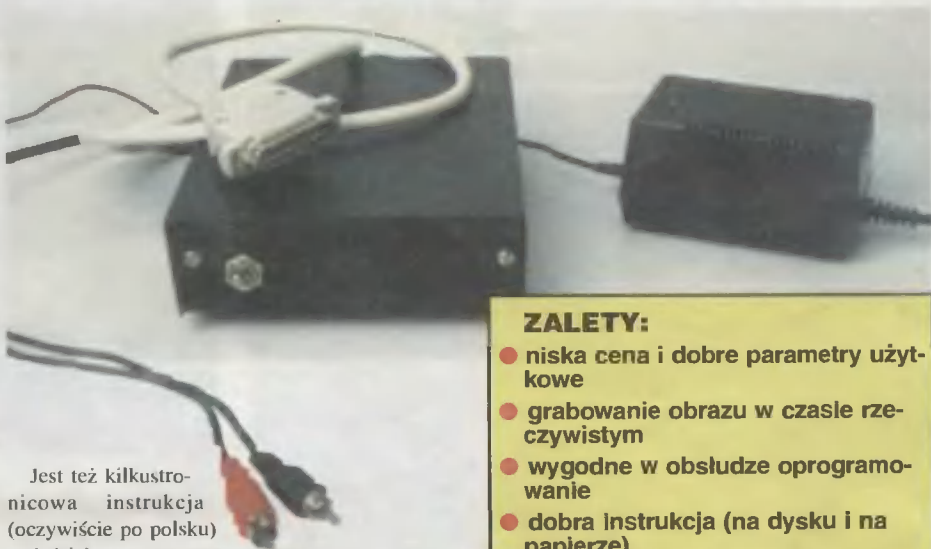 Jest też kilkustro-
nicowa instrukcja
(oczywiście po polsku)
ZALETY:
niska cena i dobre parametry użyt-
kowe
grabowanie obrazu w czasie rze-
czywistym
wygodne w obsłudze oprogramo-
wanie
dobra instrukcja (na dysku i na
papierze)